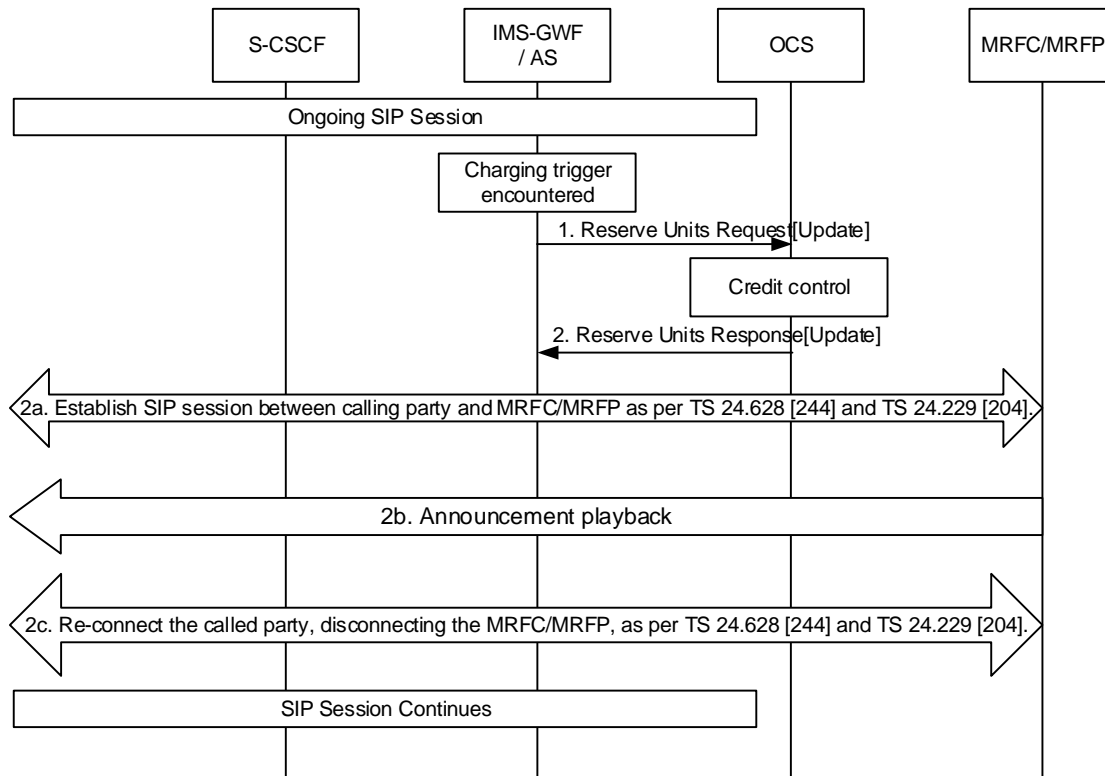 S-CSCF
IMS-GWF
/ AS
OCS
MRFC/MRFP
Ongoing SIP Session
Charging trigger
encountered
1. Reserve Units Request[Update]
Credit control
2. Reserve Units Response[Update]
2a. Establish SIP session between calling party and MRFC/MRFP as per TS 24.628 [244] and TS 24.229 [204].
2b. Announcement playback
2c. Re-connect the called party, disconnecting the MRFC/MRFP, as per TS 24.628 [244] and TS 24.229 [204].
SIP Session Continues